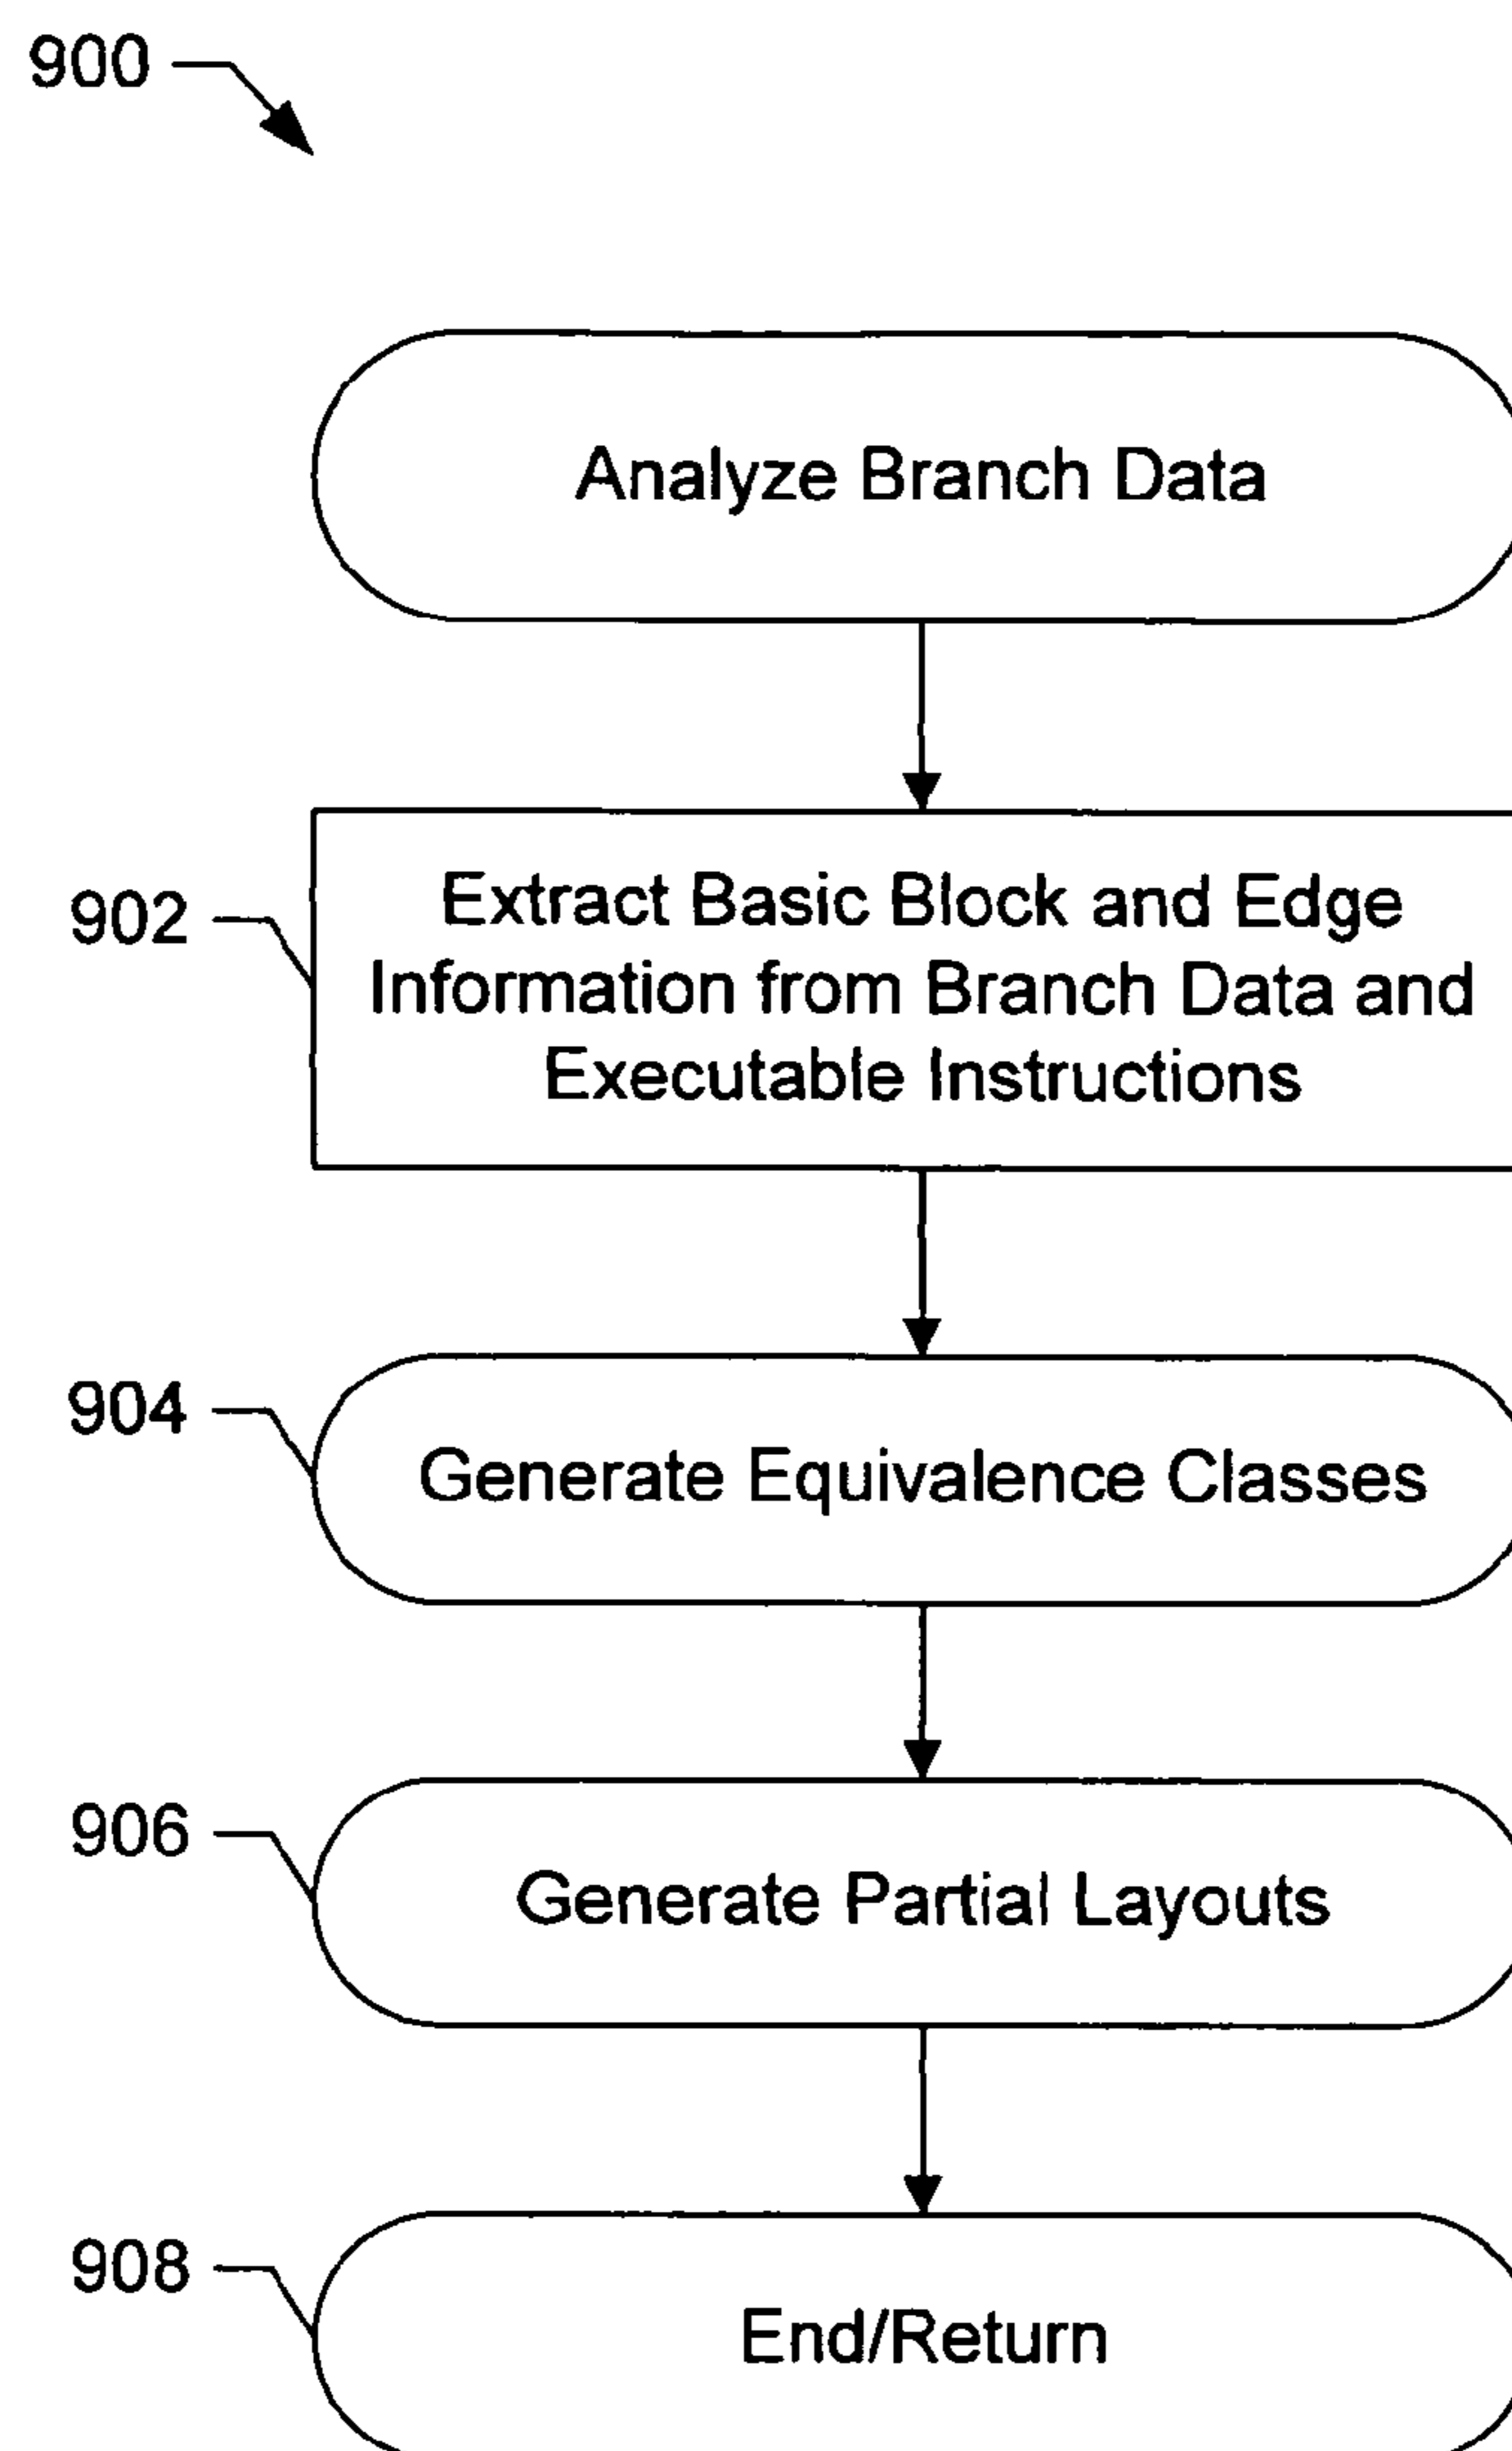 900
Analyze Branch Data
902
Extract Basic Block and Edge
Information from Branch Data and
Executable Instructions
904
Generate Equivalence Classes
906
Generate Partial Layouts
908
End/Return